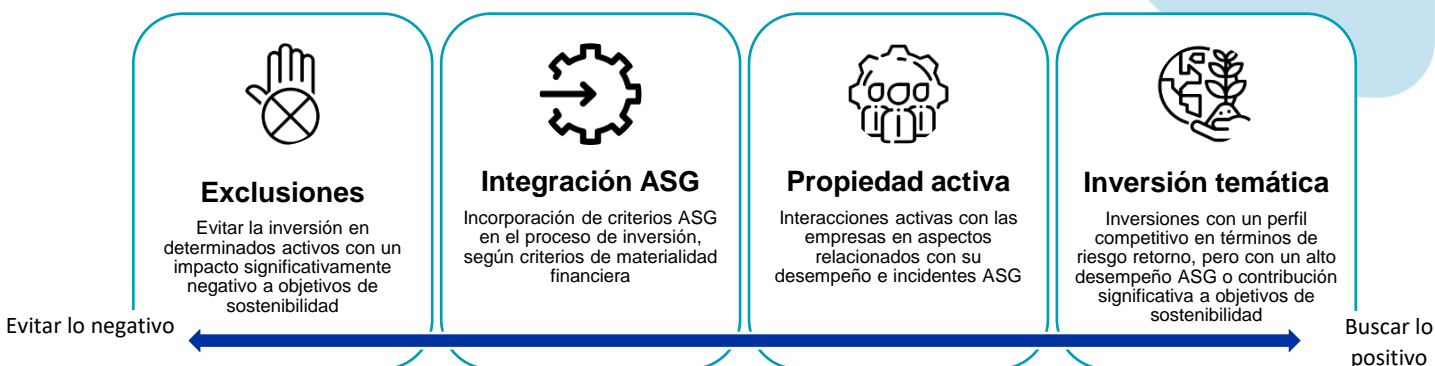 Exclusiones
Evitar la inversión en
determinados activos con un
impacto significativamente
negativo a objetivos de
sostenibilidad
Integración ASG
Incorporación de criterios ASG
en el proceso de inversión,
según criterios de materialidad
financiera
Propiedad activa
Interacciones activas con las
empresas en aspectos
relacionados con su
desempeño e incidentes ASG
Inversión temática
Inversiones con un perfil
competitivo en términos de
riesgo retorno, pero con un alto
desempeño ASG o contribución
significativa a objetivos de
sostenibilidad
Evitar lo negativo
Buscar lo
positivo